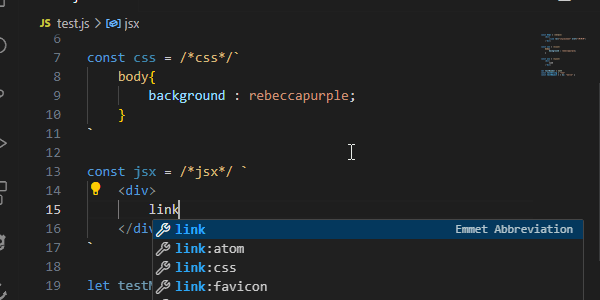 JS test.js > jsx
6
7 const css = /*css*/`
8 body{
9 background : rebeccapurple;
10 }
11 `
12
13 const jsx = /*jsx*/ `
14 <div>
15 link
16 </div
link Emmet Abbreviation
17 `
link:atom
18
link:css
19 let test
link:favicon